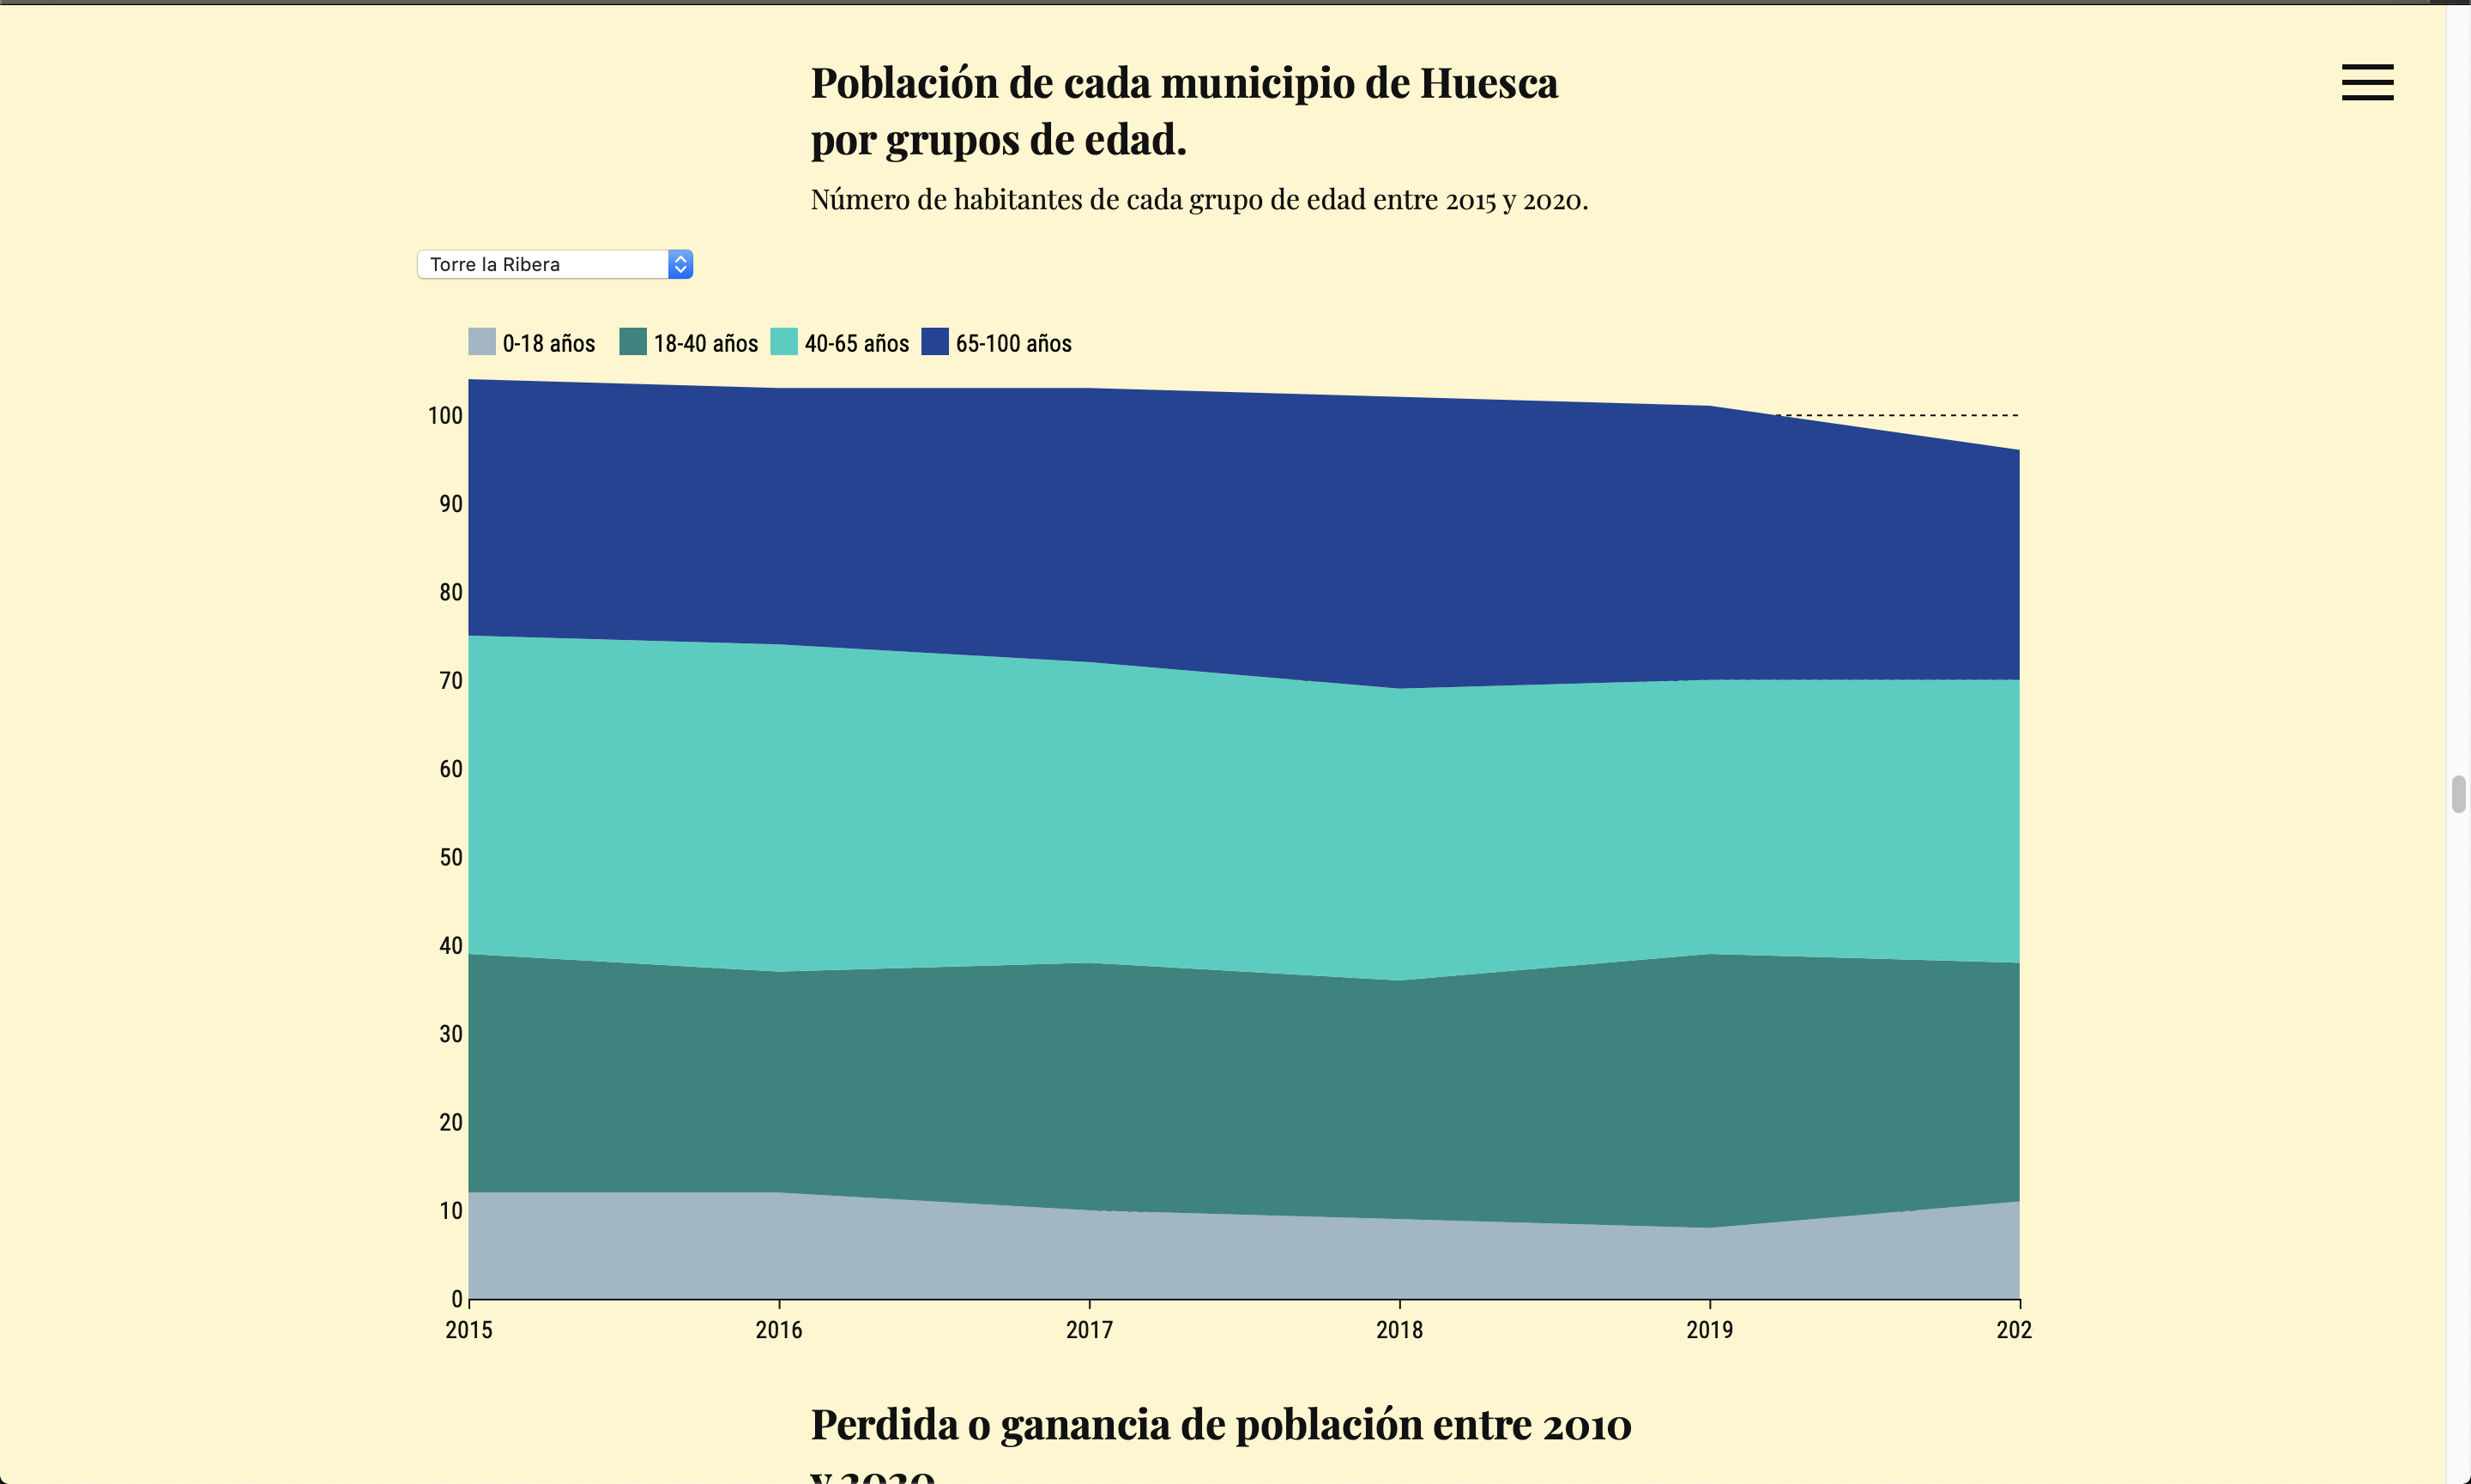 Población de cada municipio de Huesca
por grupos de edad.
Número de habitantes de cada grupo de edad entre 2015 y 2020.
Torre la Ribera
0-18 años 18-40 años 40-65 años 65-100 años
100
90
80
70
60
50
40
30
20
10
0
2015 2016 2017 2018 2019 202
Perdida o ganancia de población entre 2010
y 2020